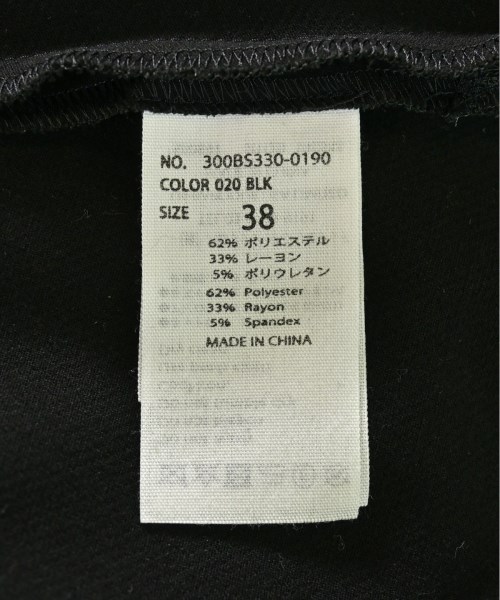 NO. 300BS330-0190
COLOR 020 BLK
SIZE 38
62% ポリエステル
33% レーヨン
5% ポリウレタン
62% Polyester
33% Rayon
5% Spandex
MADE IN CHINA